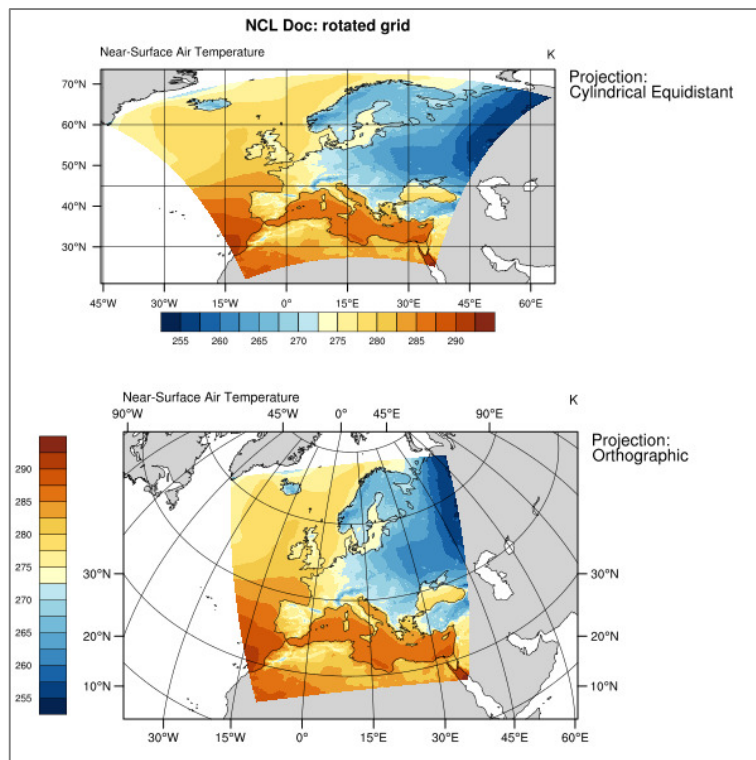 NCL Doc: rotated grid
Near-Surface Air Temperature K
Projection:
Cylindrical Equidistant
70°N
60°N
50°N
40°N
30°N
45°W 30°W 15°W 0° 15°E 30°E 45°E 60°E
255 260 265 270 275 280 285 290
Near-Surface Air Temperature K
90°W 45°W 0° 45°E 90°E
Projection:
Orthographic
290
285
280
275
270
265
260
255
30°N 30°N
20°N 20°N
10°N 10°N
30°W 15°W 0° 15°E 30°E 45°E 60°E